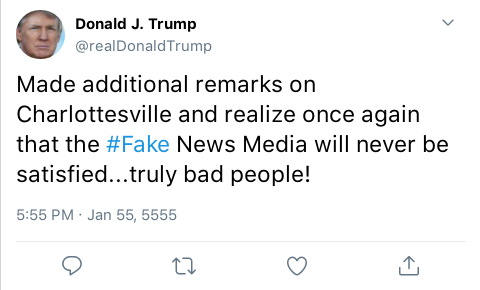 Donald J. Trump
@realDonaldTrump
Made additional remarks on
Charlottesville and realize once again
that the #Fake News Media will never be
satisfied...truly bad people!
5:55 PM · Jan 55, 5555